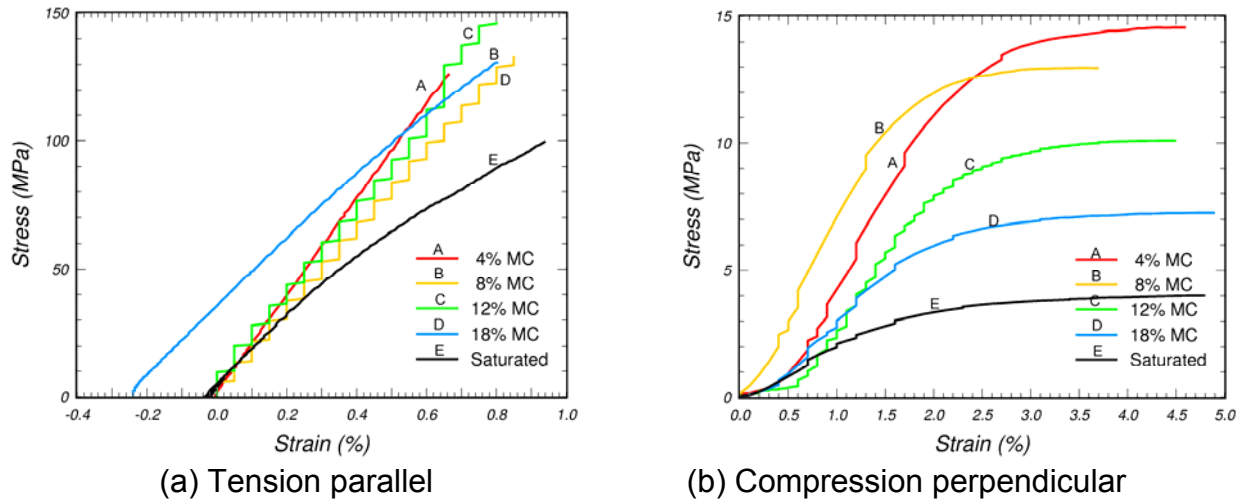 150
100
50
0
Stress (MPa)
-0.4 -0.2 0.0 0.2 0.4 0.6 0.8 1.0
Strain (%)
A
C
B
D
E
A 4% MC
B 8% MC
C 12% MC
D 18% MC
E Saturated
(a) Tension parallel
15
10
5
0
Stress (MPa)
0.0 0.5 1.0 1.5 2.0 2.5 3.0 3.5 4.0 4.5 5.0
Strain (%)
B
A
C
D
E
A 4% MC
B 8% MC
C 12% MC
D 18% MC
E Saturated
(b) Compression perpendicular